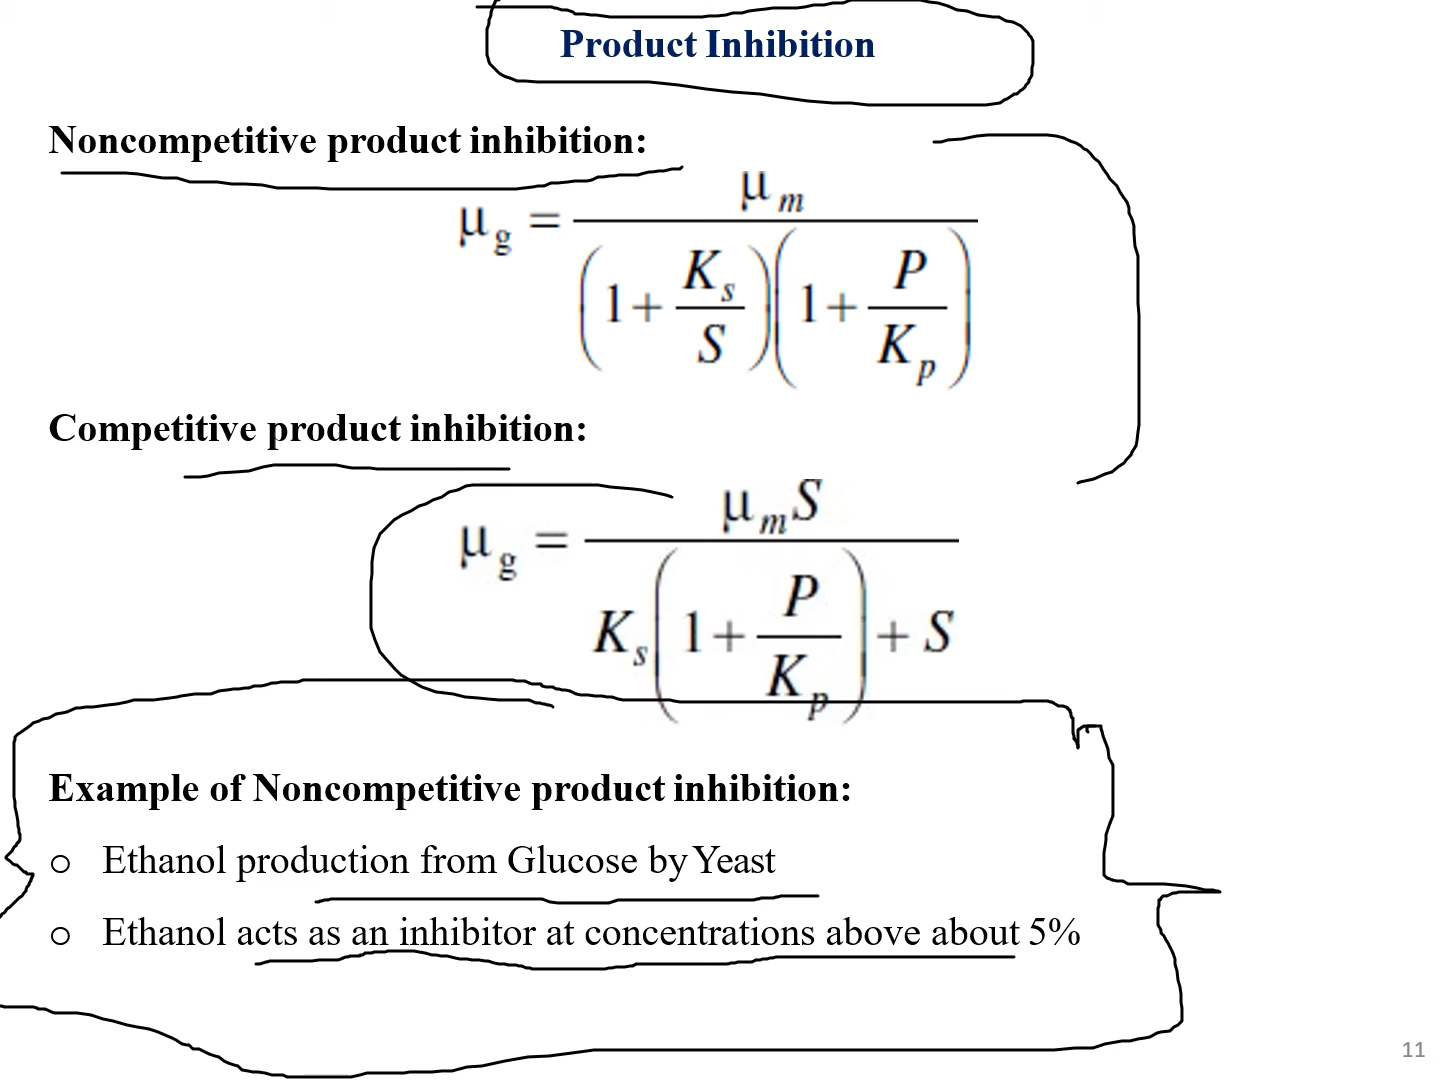 Product Inhibition
Noncompetitive product inhibition:
μg = μm / (1 + Ks/S)(1 + P/Kp)
Competitive product inhibition:
μg = μmS / Ks(1 + P/Kp) + S
Example of Noncompetitive product inhibition:
o Ethanol production from Glucose by Yeast
o Ethanol acts as an inhibitor at concentrations above about 5%
11